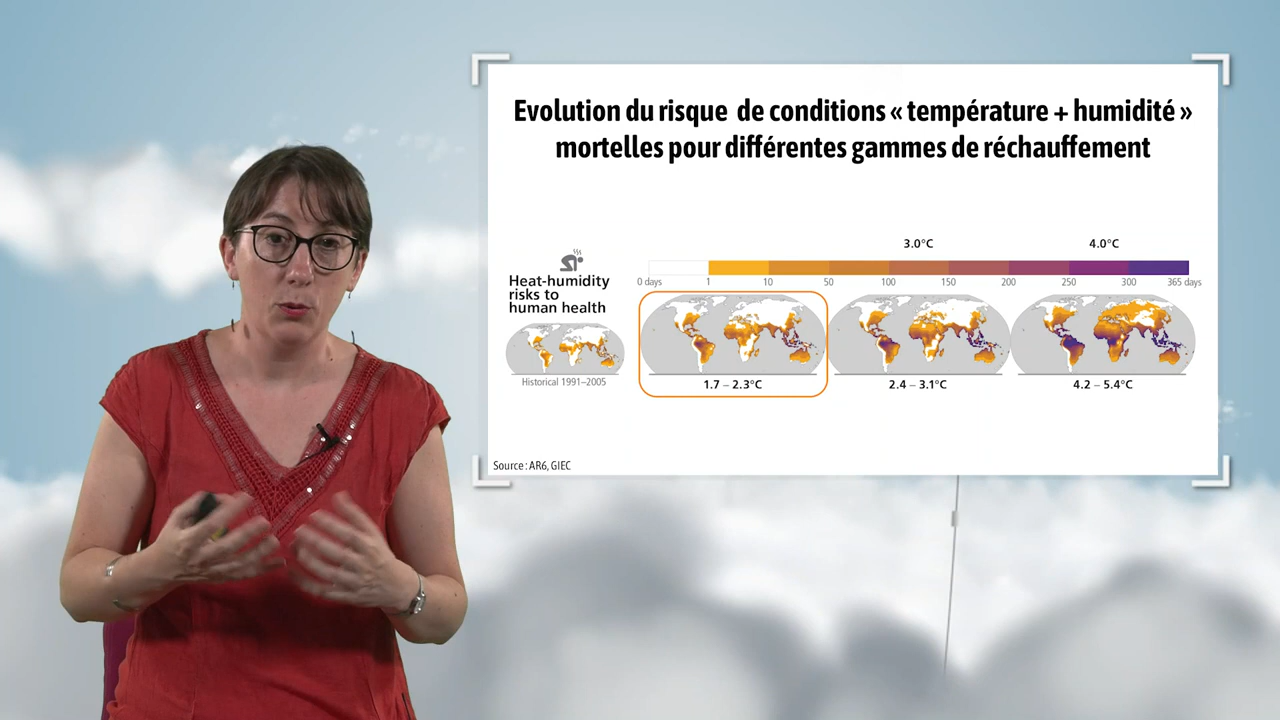 Evolution du risque de conditions « température + humidité »
mortelles pour différentes gammes de réchauffement
3.0°C 4.0°C
Heat-humidity
risks to
human health
0 days 1 10 50 100 150 200 250 300 365 days
Historical 1991–2005
1.7 – 2.3°C 2.4 – 3.1°C 4.2 – 5.4°C
Source : AR6, GIEC